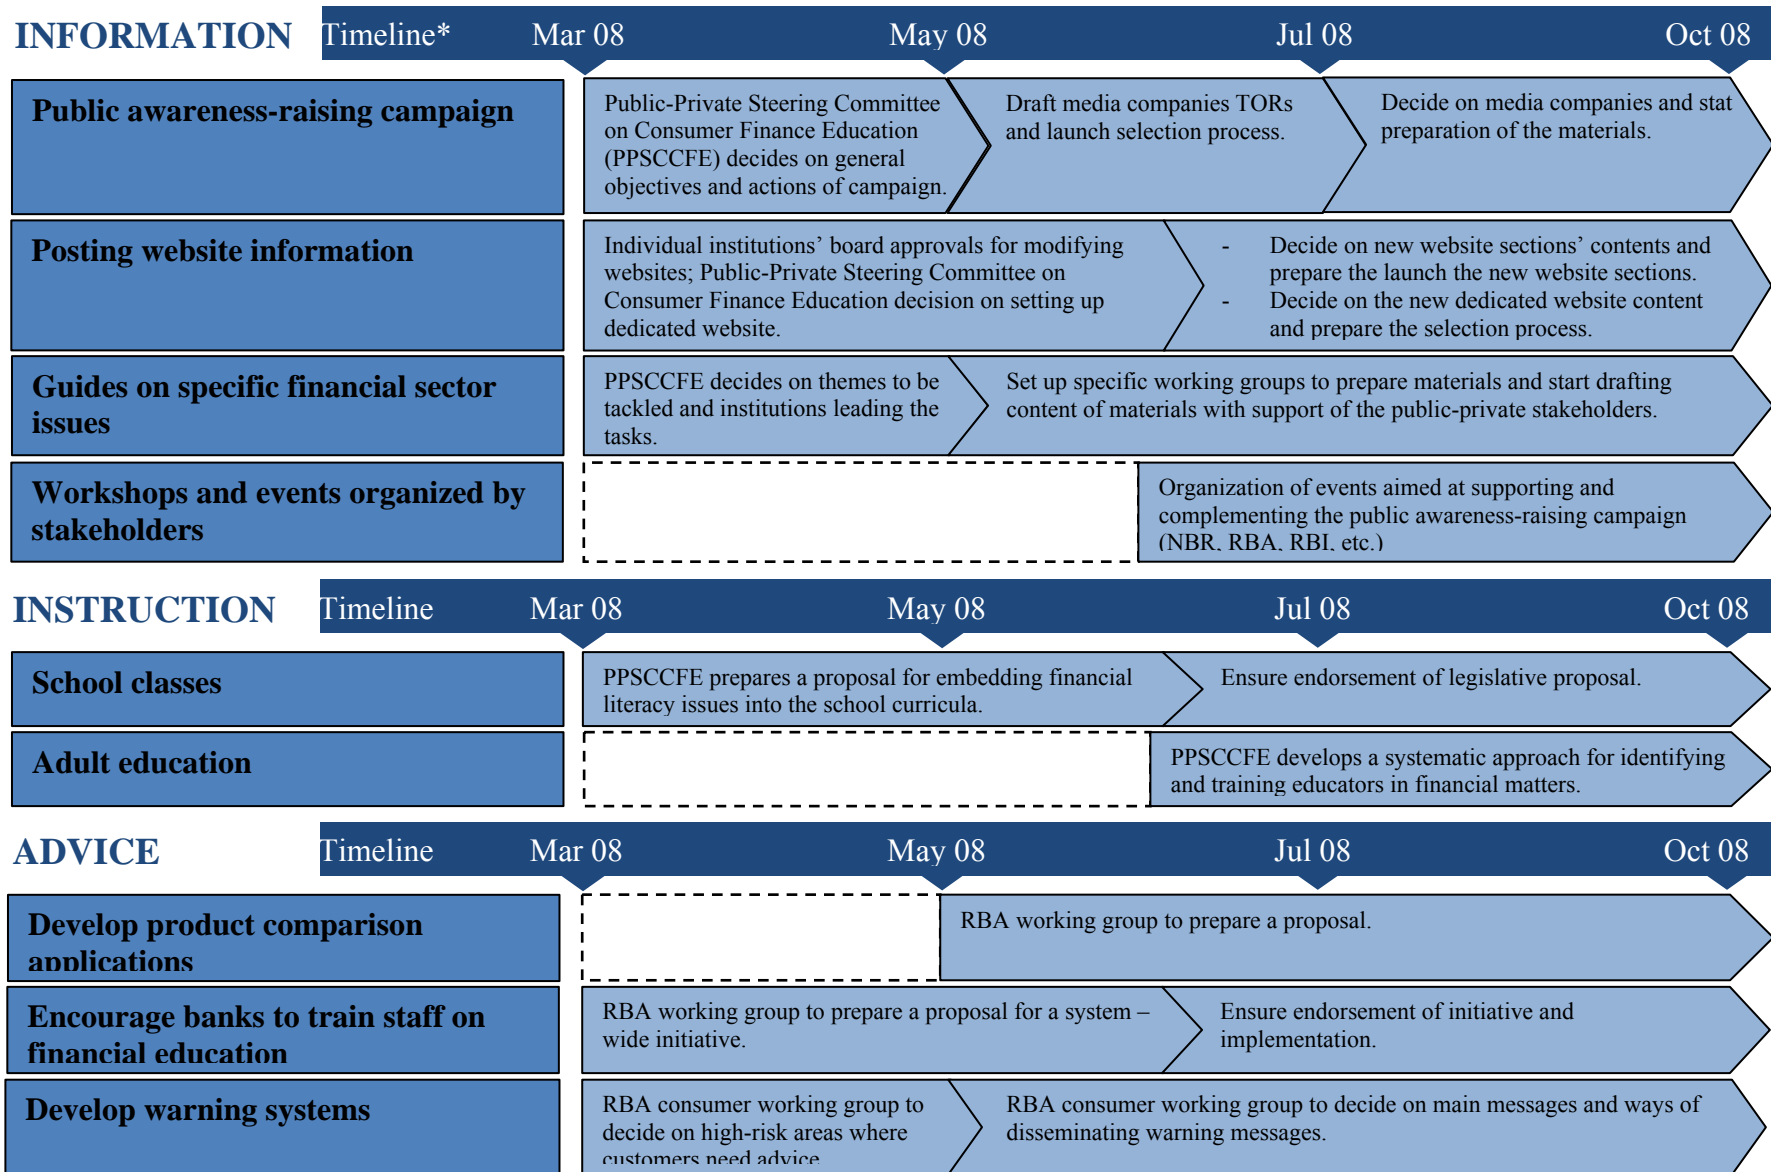 INFORMATION Timeline* Mar 08 May 08 Jul 08 Oct 08
Public awareness-raising campaign
Public-Private Steering Committee
on Consumer Finance Education
(PPSCCFE) decides on general
objectives and actions of campaign.
Draft media companies TORs
and launch selection process.
Decide on media companies and stat
preparation of the materials.
Posting website information
Individual institutions’ board approvals for modifying
websites; Public-Private Steering Committee on
Consumer Finance Education decision on setting up
dedicated website.
- Decide on new website sections’ contents and
prepare the launch the new website sections.
- Decide on the new dedicated website content
and prepare the selection process.
Guides on specific financial sector
issues
PPSCCFE decides on themes to be
tackled and institutions leading the
tasks.
Set up specific working groups to prepare materials and start drafting
content of materials with support of the public-private stakeholders.
Workshops and events organized by
stakeholders
Organization of events aimed at supporting and
complementing the public awareness-raising campaign
(NBR, RBA, RBI, etc.)
INSTRUCTION Timeline Mar 08 May 08 Jul 08 Oct 08
School classes
PPSCCFE prepares a proposal for embedding financial
literacy issues into the school curricula.
Ensure endorsement of legislative proposal.
Adult education
PPSCCFE develops a systematic approach for identifying
and training educators in financial matters.
ADVICE Timeline Mar 08 May 08 Jul 08 Oct 08
Develop product comparison
applications
RBA working group to prepare a proposal.
Encourage banks to train staff on
financial education
RBA working group to prepare a proposal for a system –
wide initiative.
Ensure endorsement of initiative and
implementation.
Develop warning systems
RBA consumer working group to
decide on high-risk areas where
customers need advice
RBA consumer working group to decide on main messages and ways of
disseminating warning messages.